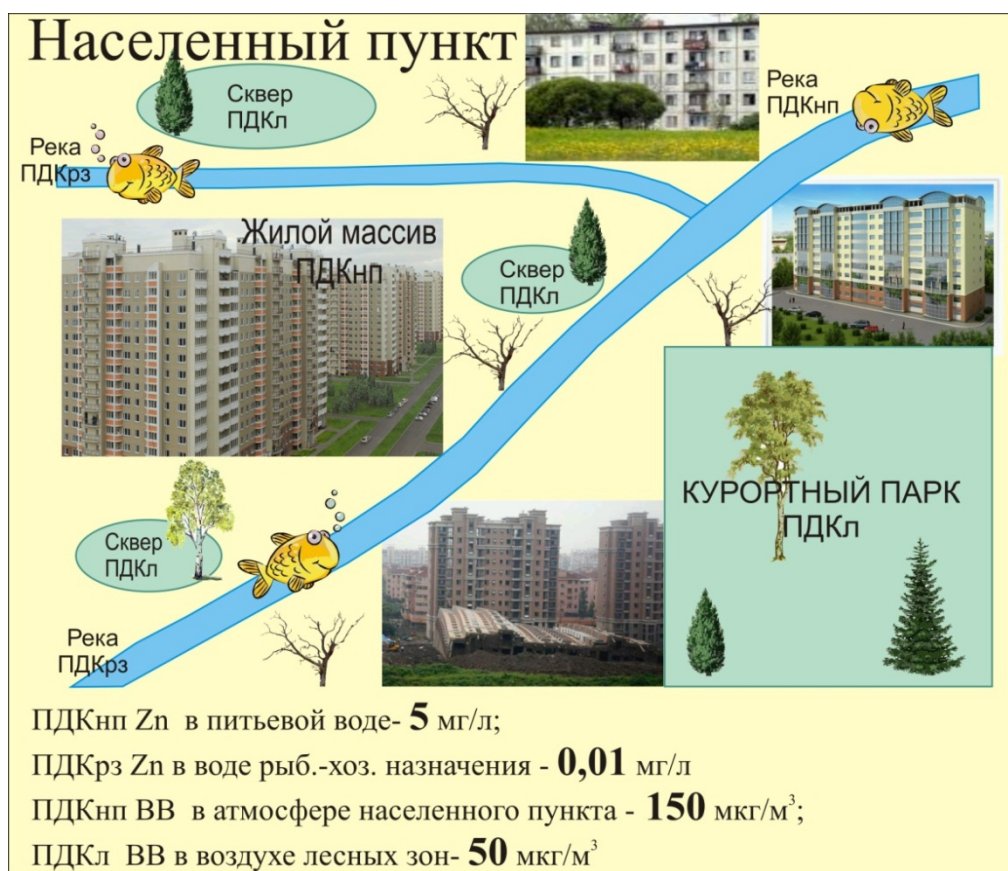 Населенный пункт
Сквер
ПДКл
Река
ПДКнп
Река
ПДКрз
Жилой массив
ПДКнп
Сквер
ПДКл
КУРОРТНЫЙ ПАРК
ПДКл
Сквер
ПДКл
Река
ПДКрз
ПДКнп Zn в питьевой воде- 5 мг/л;
ПДКрз Zn в воде рыб.-хоз. назначения - 0,01 мг/л
ПДКнп ВВ в атмосфере населенного пункта - 150 мкг/м³;
ПДКл ВВ в воздухе лесных зон- 50 мкг/м³